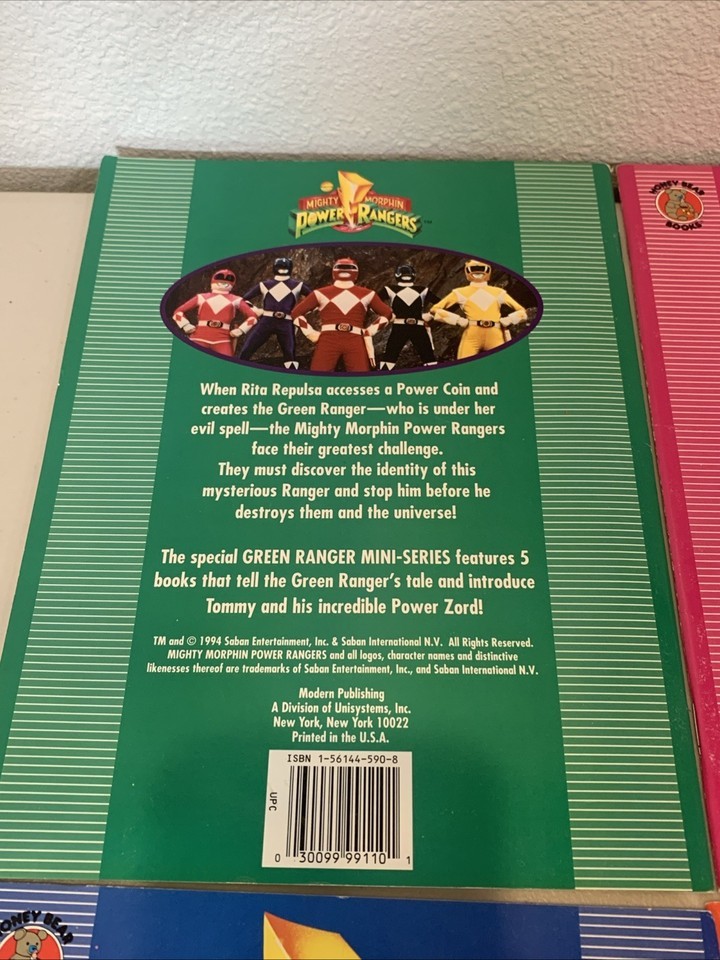 MIGHTY MORPHIN
POWER RANGERS™
When Rita Repulsa accesses a Power Coin and
creates the Green Ranger—who is under her
evil spell—the Mighty Morphin Power Rangers
face their greatest challenge.
They must discover the identity of this
mysterious Ranger and stop him before he
destroys them and the universe!
The special GREEN RANGER MINI-SERIES features 5
books that tell the Green Ranger's tale and introduce
Tommy and his incredible Power Zord!
TM and © 1994 Saban Entertainment, Inc. & Saban International N.V. All Rights Reserved.
MIGHTY MORPHIN POWER RANGERS and all logos, character names and distinctive
likenesses thereof are trademarks of Saban Entertainment, Inc., and Saban International N.V.
Modern Publishing
A Division of Unisystems, Inc.
New York, New York 10022
Printed in the U.S.A.
ISBN 1-56144-590-8
UPC
0 30099 99110 1
HONEY BEAR
BOOKS
HONEY BEAR